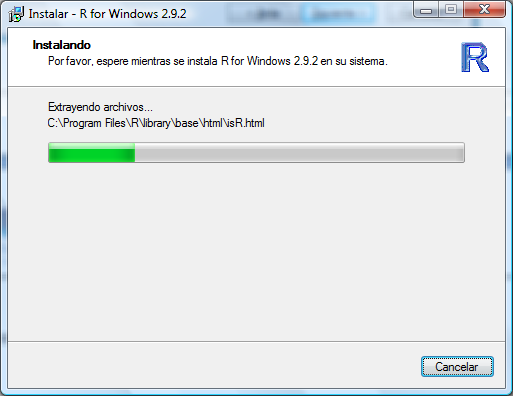 Instalar - R for Windows 2.9.2
Instalando
Por favor, espere mientras se instala R for Windows 2.9.2 en su sistema.
R
Extrayendo archivos...
C:\Program Files\R\library\base\html\isR.html
Cancelar